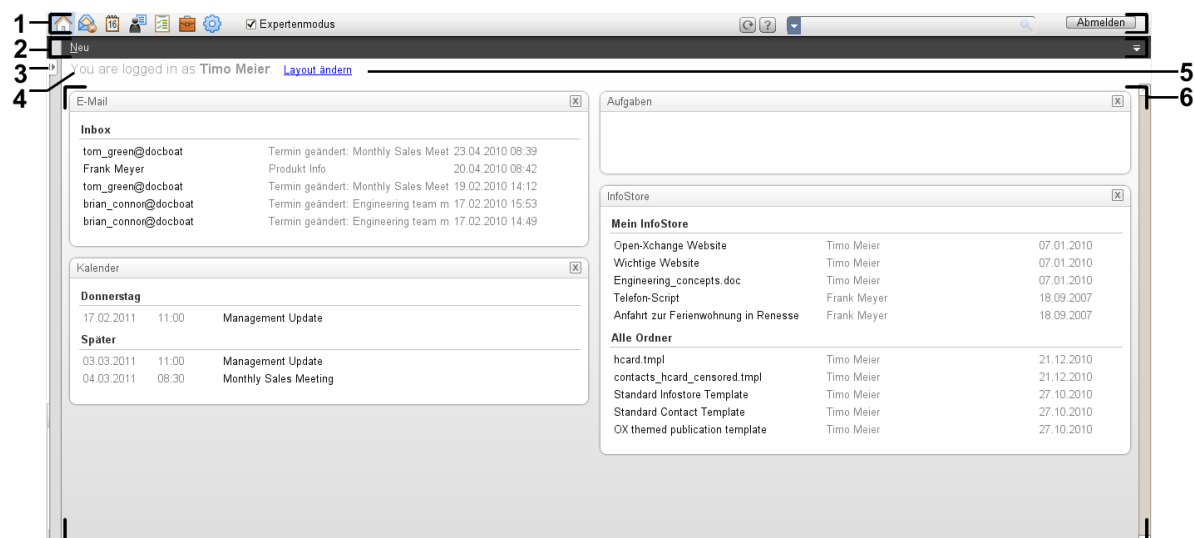 1
16
Expertenmodus
?
Abmelden
2
Neu
3
You are logged in as Timo Meier. Layout ändern
4
5
6
E-Mail X
Inbox
tom_green@docboat Termin geändert: Monthly Sales Meet 23.04.2010 08:39
Frank Meyer Produkt Info 20.04.2010 08:42
tom_green@docboat Termin geändert: Monthly Sales Meet 19.02.2010 14:12
brian_connor@docboat Termin geändert: Engineering team m 17.02.2010 15:53
brian_connor@docboat Termin geändert: Engineering team m 17.02.2010 14:49
Kalender X
Donnerstag
17.02.2011 11:00 Management Update
Später
03.03.2011 11:00 Management Update
04.03.2011 08:30 Monthly Sales Meeting
Aufgaben X
InfoStore X
Mein InfoStore
Open-Xchange Website Timo Meier 07.01.2010
Wichtige Website Timo Meier 07.01.2010
Engineering_concepts.doc Timo Meier 07.01.2010
Telefon-Script Frank Meyer 18.09.2007
Anfahrt zur Ferienwohnung in Renesse Frank Meyer 18.09.2007
Alle Ordner
hcard.tmpl Timo Meier 21.12.2010
contacts_hcard_censored.tmpl Timo Meier 21.12.2010
Standard Infostore Template Timo Meier 27.10.2010
Standard Contact Template Timo Meier 27.10.2010
OX themed publication template Timo Meier 27.10.2010